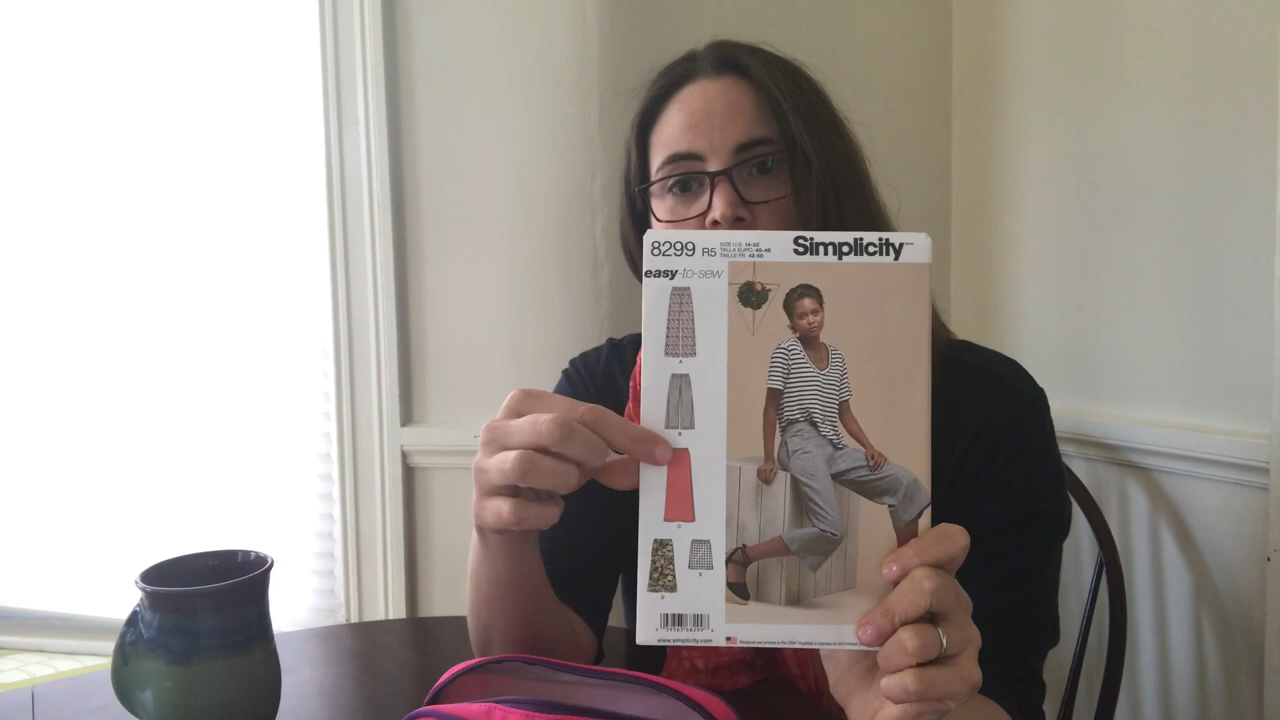 8299 R5
SIZE U.S. 14-22
TALLA EURO. 40-48
TAILLE FR. 42-50
Simplicity
easy-to-sew
A
B
C
D
E
www.simplicity.com